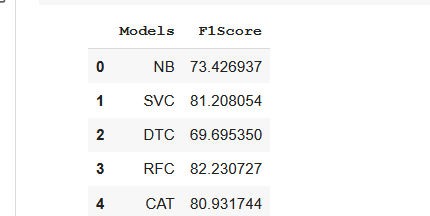 Models F1Score
0 NB 73.426937
1 SVC 81.208054
2 DTC 69.695350
3 RFC 82.230727
4 CAT 80.931744